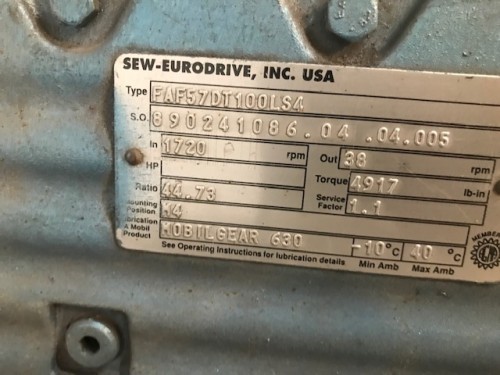 SEW-EURODRIVE, INC. USA
Type FAF57DT100LS4
S.O. 890241086.04 .04.005
In 1720 rpm Out 38 rpm
HP Torque 4917 lb-in
Ratio 44.73 Service Factor 1.1
Mounting Position
Lubrication A Mobil Product MOBILGEAR 630 -10 °C 40 °C
See Operating Instructions for lubrication details Min Amb Max Amb
MEMBER